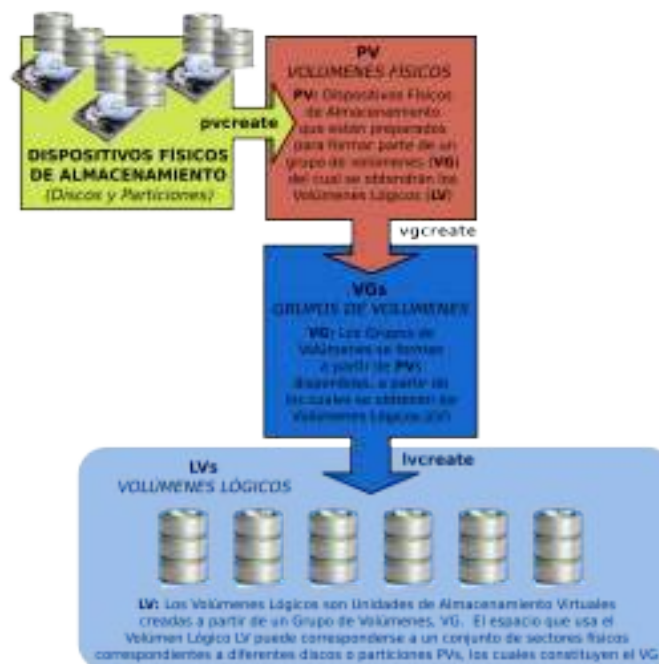 DISPOSITIVOS FÍSICOS
DE ALMACENAMIENTO
(Discos y Particiones)
pvcreate
PV
VOLÚMENES FÍSICOS
PV: Dispositivos Físicos
de Almacenamiento
que están preparados
para formar parte de un
grupo de volúmenes (VG)
del cual se obtendrán los
Volúmenes Lógicos (LV)
vgcreate
VGs
GRUPOS DE VOLÚMENES
VG: Los Grupos de
Volúmenes se forman
a partir de PVs
disponibles, a partir de
los cuales se obtienen los
Volúmenes Lógicos (LV)
lvcreate
LVs
VOLÚMENES LÓGICOS
LV: Los Volúmenes Lógicos son Unidades de Almacenamiento Virtuales
creadas a partir de un Grupo de Volúmenes, VG. El espacio que usa el
Volúmen Lógico LV puede corresponderse a un conjunto de sectores físicos
correspondientes a diferentes discos o particiones PVs, los cuales constituyen el VG